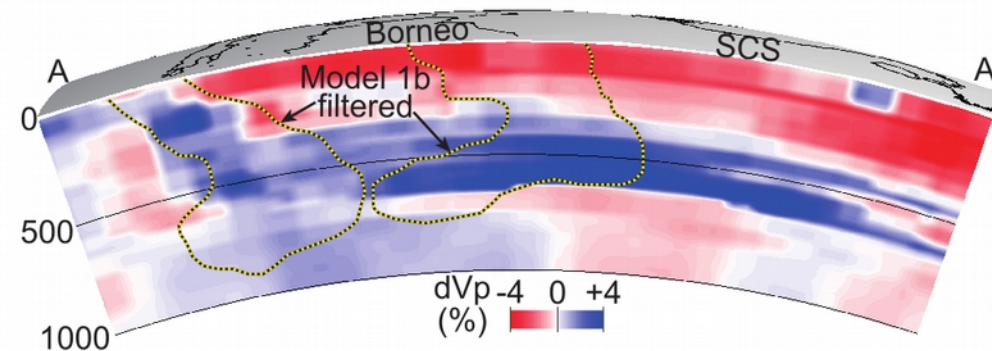 Borneo
SCS
A
A
Model 1b
filtered
0
500
dVp -4 0 +4
(%)
1000